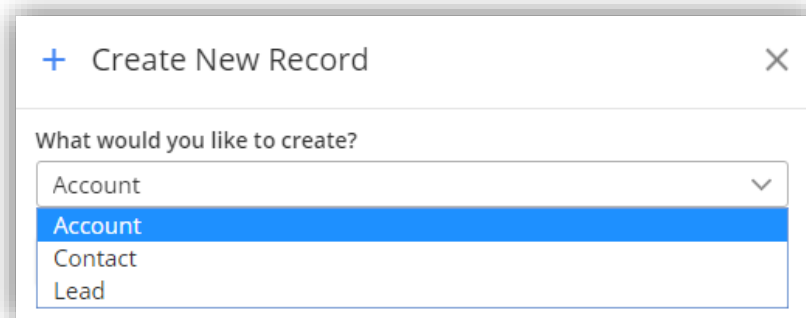 Create New Record
What would you like to create?
Account
Account
Contact
Lead